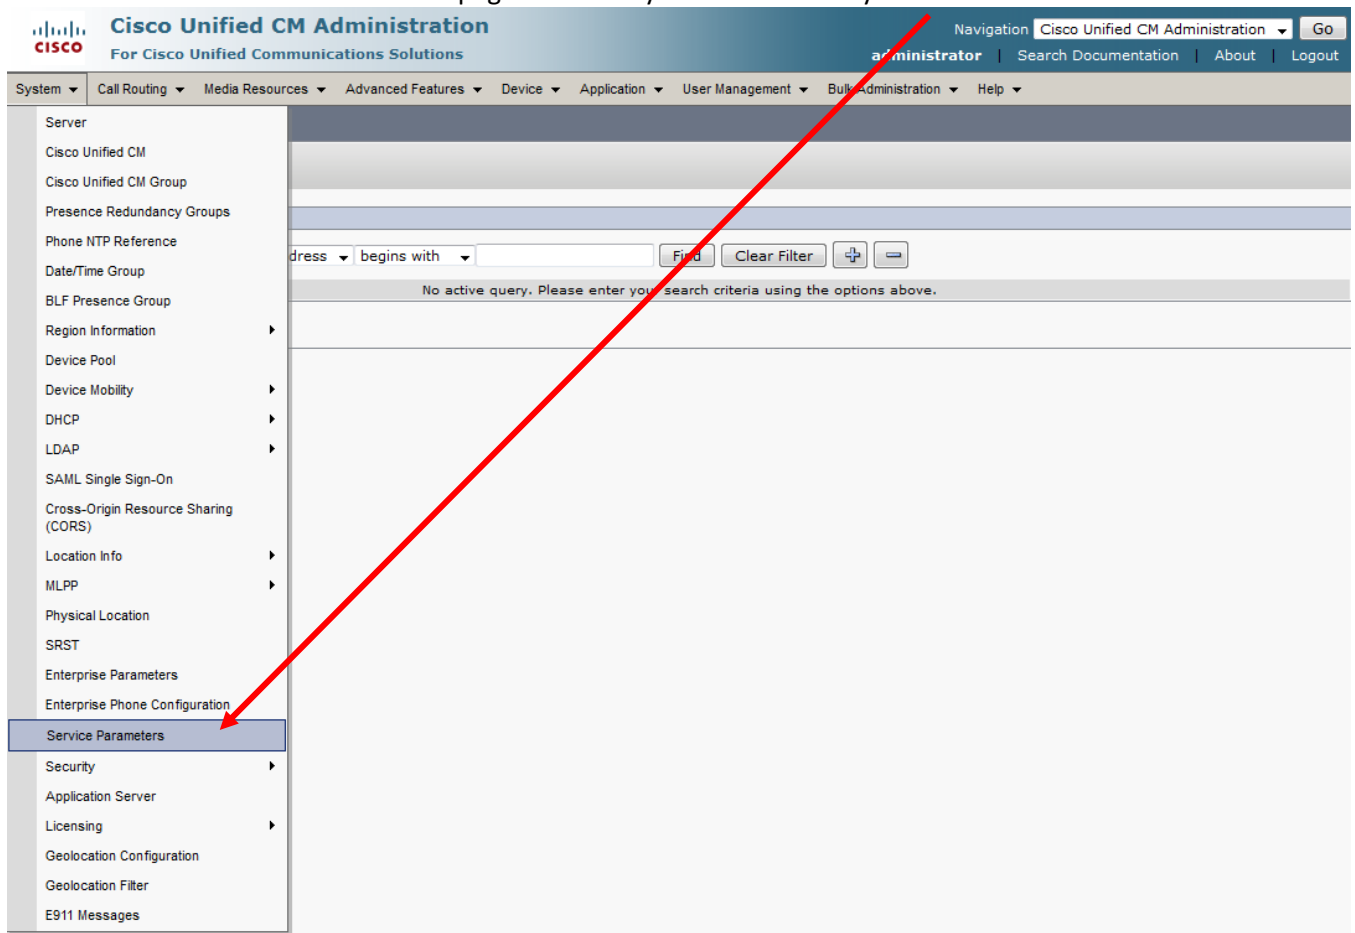 Cisco Unified CM Administration
For Cisco Unified Communications Solutions
CISCO
Navigation Cisco Unified CM Administration Go
administrator | Search Documentation | About | Logout
System Call Routing Media Resources Advanced Features Device Application User Management Bulk Administration Help
Server
Cisco Unified CM
Cisco Unified CM Group
Presence Redundancy Groups
Phone NTP Reference
dress begins with Find Clear Filter
Date/Time Group
No active query. Please enter your search criteria using the options above.
BLF Presence Group
Region Information
Device Pool
Device Mobility
DHCP
LDAP
SAML Single Sign-On
Cross-Origin Resource Sharing
(CORS)
Location Info
MLPP
Physical Location
SRST
Enterprise Parameters
Enterprise Phone Configuration
Service Parameters
Security
Application Server
Licensing
Geolocation Configuration
Geolocation Filter
E911 Messages